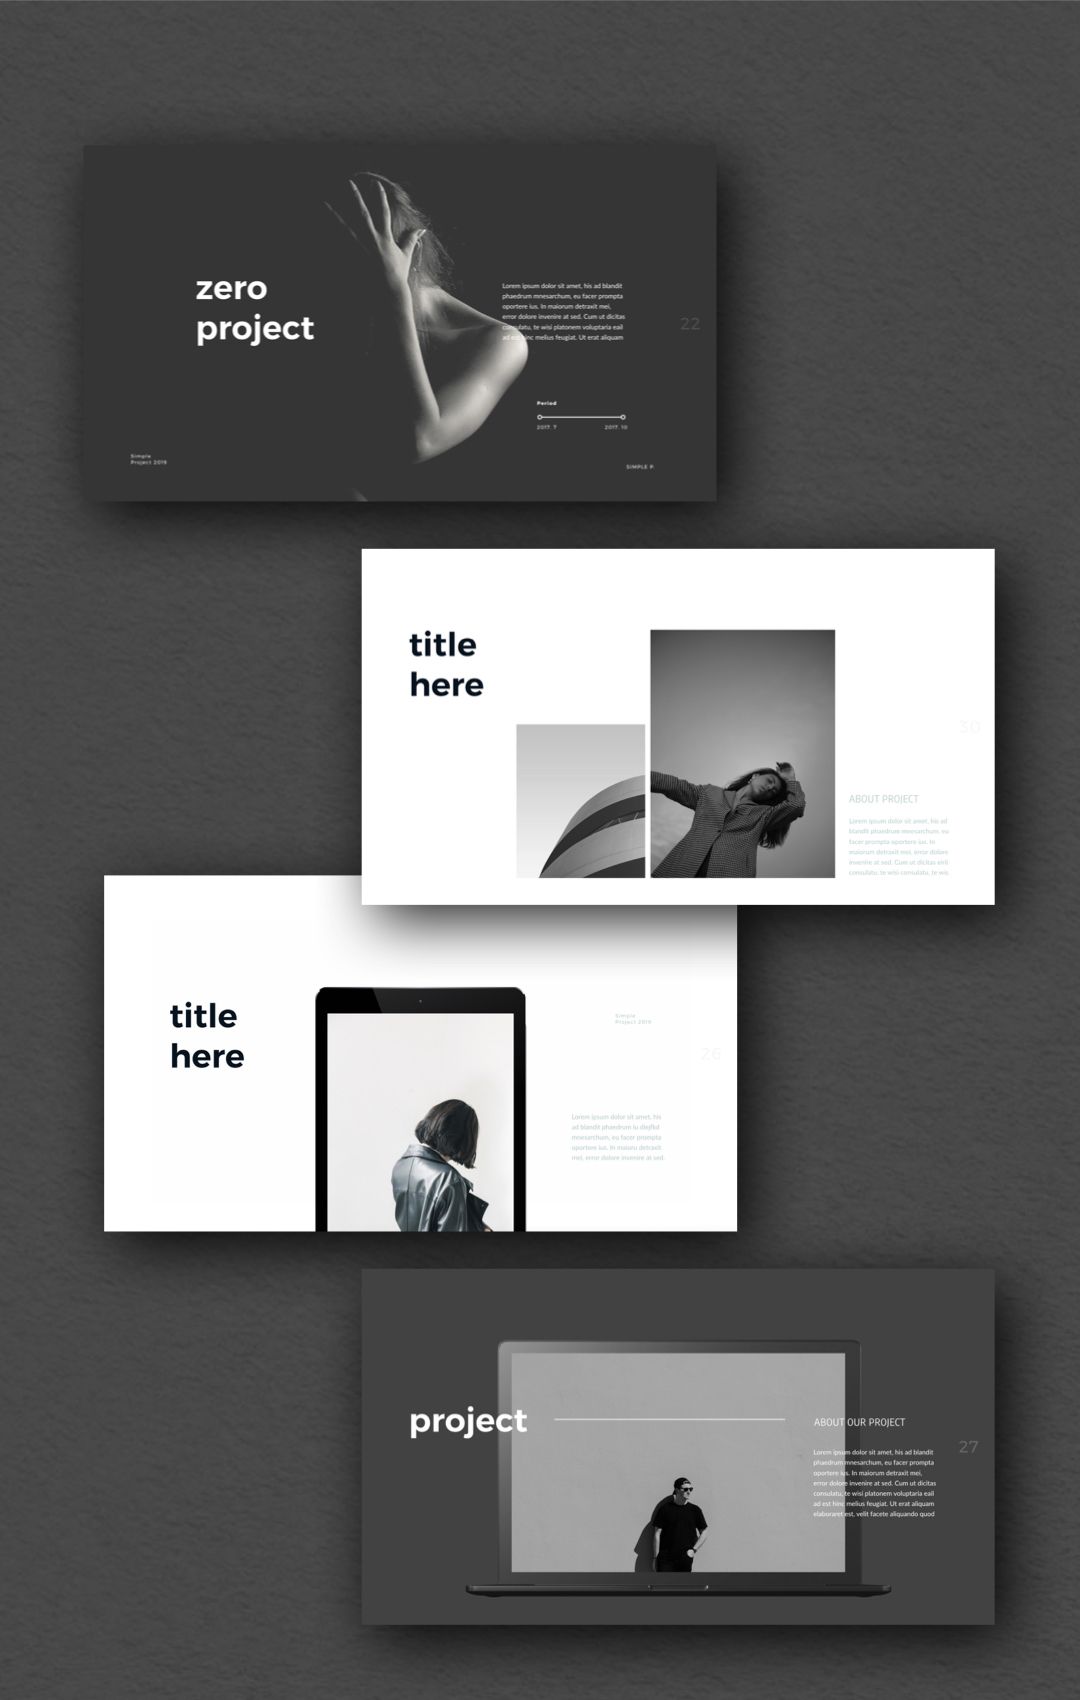 zero
project
Lorem ipsum dolor sit amet, his ad blandit
phaedrum mnesarchum, eu facer prompta
oportere ius. In maiorum detraxit mei,
error dolore invenire at sed. Cum ut dicitas
consulatu, te wisi platonem voluptaria eail
ad est hinc melius feugiat. Ut erat aliquam
22
Period
2017. 7
2017. 10
Simple
Project 2019
SIMPLE P.
title
here
30
ABOUT PROJECT
Lorem ipsum dolor sit amet, his ad
blandit phaedrum mnesarchum, eu
facer prompta oportere ius. In
maiorum detraxit mei, error dolore
invenire at sed. Cum ut dicitas eirli
consulatu, te wisi consulatu, te wis
title
here
Simple
Project 2019
26
Lorem ipsum dolor sit amet, his
ad blandit phaedrum iu
mnesarchum, eu facer prompta
oportere ius. In maioru detraxit
mei, error dolore invenire at sed.
project
ABOUT OUR PROJECT
27
Lorem ipsum dolor sit amet, his ad blandit
phaedrum mnesarchum, eu facer prompta
oportere ius. In maiorum detraxit mei,
error dolore invenire at sed. Cum ut dicitas
consulatu, te wisi platonem voluptaria eail
ad est hinc melius feugiat. Ut erat aliquam
elaboraret est, velit facete aliquando quod